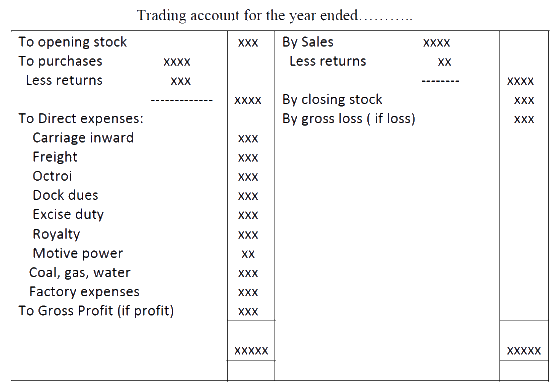 Trading account for the year ended………..
To opening stock xxx By Sales xxxx
To purchases xxxx Less returns xx
Less returns xxx -------- xxxx
------------- xxxx By closing stock xxx
To Direct expenses: By gross loss ( if loss) xxx
Carriage inward xxx
Freight xxx
Octroi xxx
Dock dues xxx
Excise duty xxx
Royalty xxx
Motive power xx
Coal, gas, water xxx
Factory expenses xxx
To Gross Profit (if profit) xxx
xxxxx xxxxx